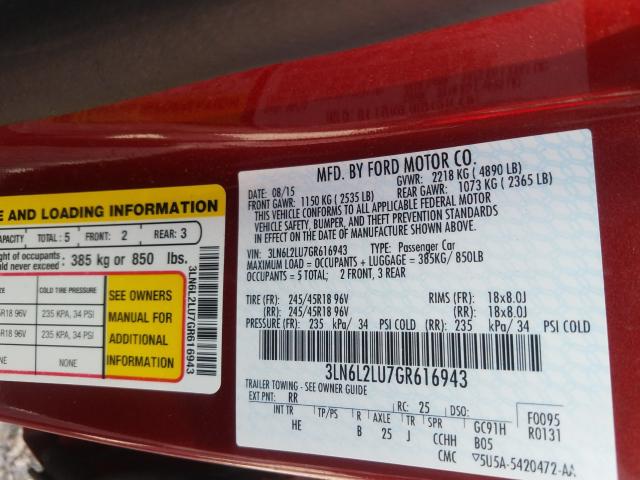 E AND LOADING INFORMATION
APACITY TOTAL: 5 FRONT: 2 REAR: 3
ght of occupants
uld never exceed: 385 kg or 850 lbs.
COLD TIRE PRESSURE
R18 96V 235 KPA, 34 PSI
5R18 96V 235 KPA, 34 PSI
NONE
SEE OWNERS
MANUAL FOR
ADDITIONAL
INFORMATION
3LN6L2LU7GR616943
MFD. BY FORD MOTOR CO.
DATE: 08/15 GVWR: 2218 KG ( 4890 LB)
FRONT GAWR: 1150 KG ( 2535 LB) REAR GAWR: 1073 KG ( 2365 LB)
THIS VEHICLE CONFORMS TO ALL APPLICABLE FEDERAL MOTOR
VEHICLE SAFETY, BUMPER, AND THEFT PREVENTION STANDARDS
IN EFFECT ON THE DATE OF MANUFACTURE SHOWN ABOVE.
VIN: 3LN6L2LU7GR616943 TYPE: Passenger Car
MAXIMUM LOAD = OCCUPANTS + LUGGAGE = 385KG/ 850LB
OCCUPANTS = 5 TOTAL: 2 FRONT, 3 REAR
TIRE (FR): 245/45R18 96V RIMS (FR): 18x8.0J
(RR): 245/45R18 96V (RR): 18x8.0J
PRESSURE (FR): 235 kPa/ 34 PSI COLD (RR): 235 kPa/ 34 PSI COLD
3LN6L2LU7GR616943
TRAILER TOWING - SEE OWNER GUIDE
EXT PNT: RR RC: 25 DSO: F0095
INT TR TP/PS R AXLE TR SPR GC91H R0131
HE B 25 J CCHH B05
CMC 5U5A-5420472-AA